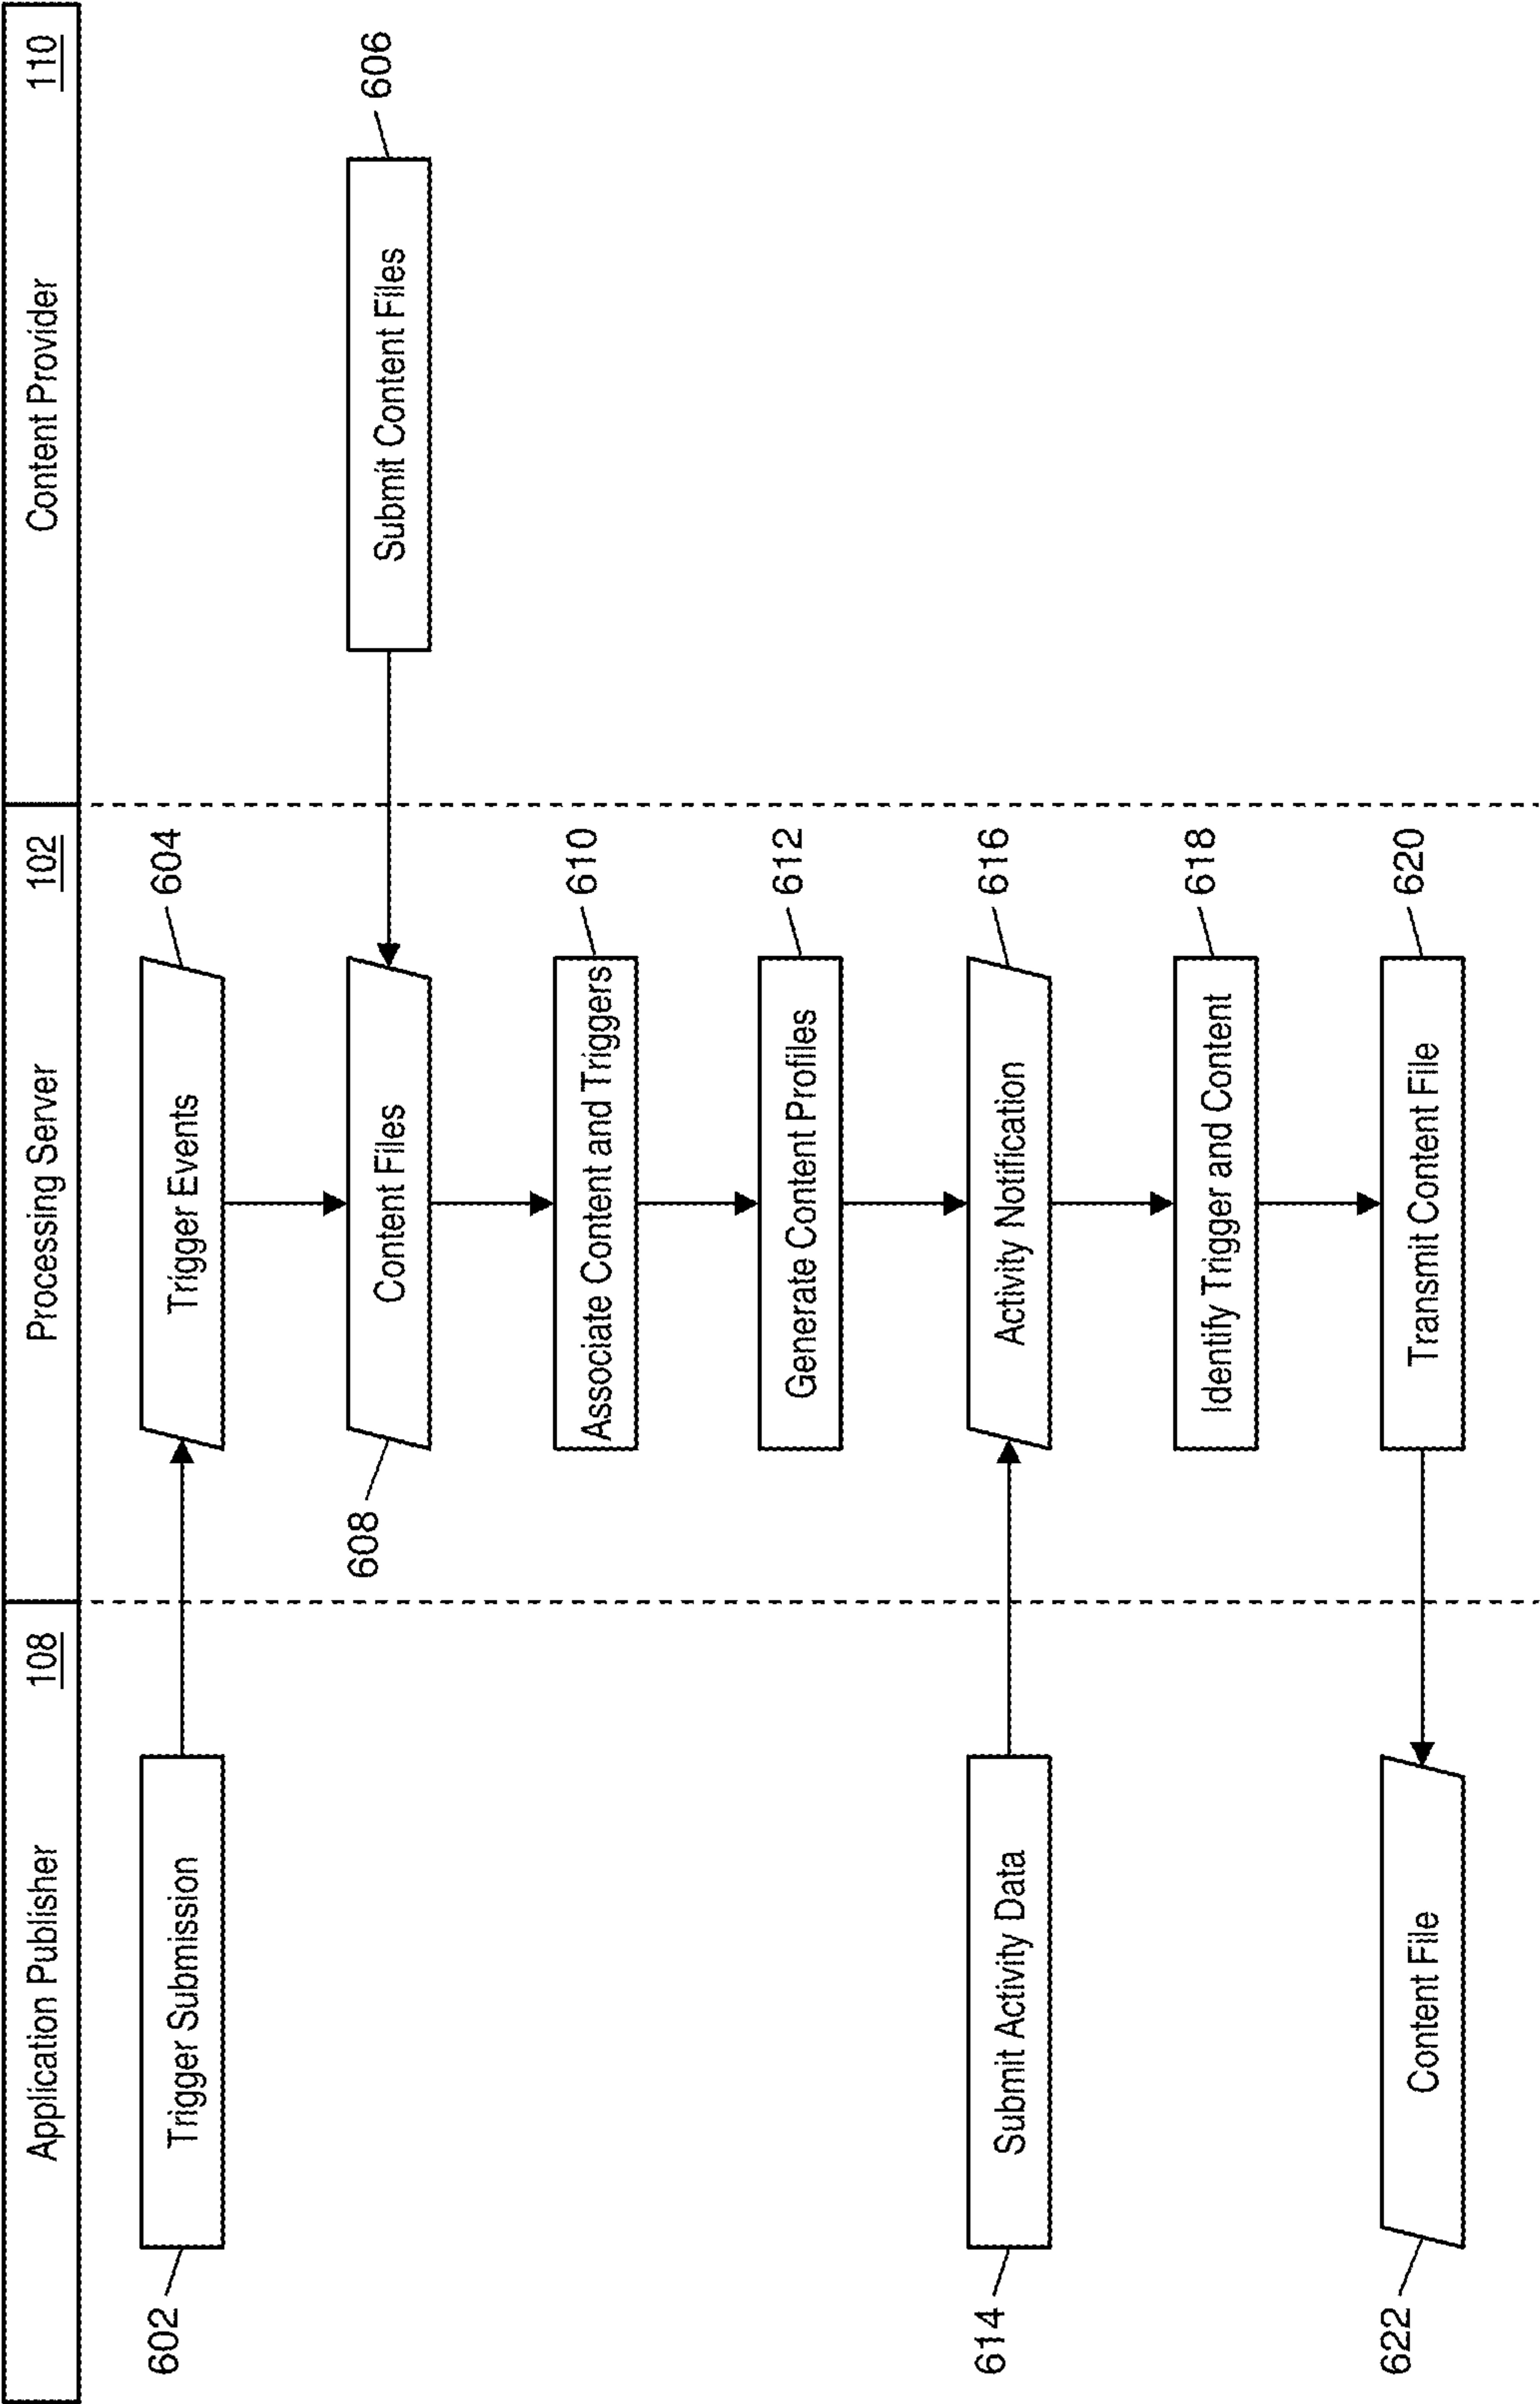 Application Publisher 108
Processing Server 102
Content Provider 110
602
Trigger Submission
Trigger Events
604
608
Content Files
Submit Content Files
606
Associate Content and Triggers
610
Generate Content Profiles
612
614
Submit Activity Data
Activity Notification
616
Identify Trigger and Content
618
622
Content File
Transmit Content File
620